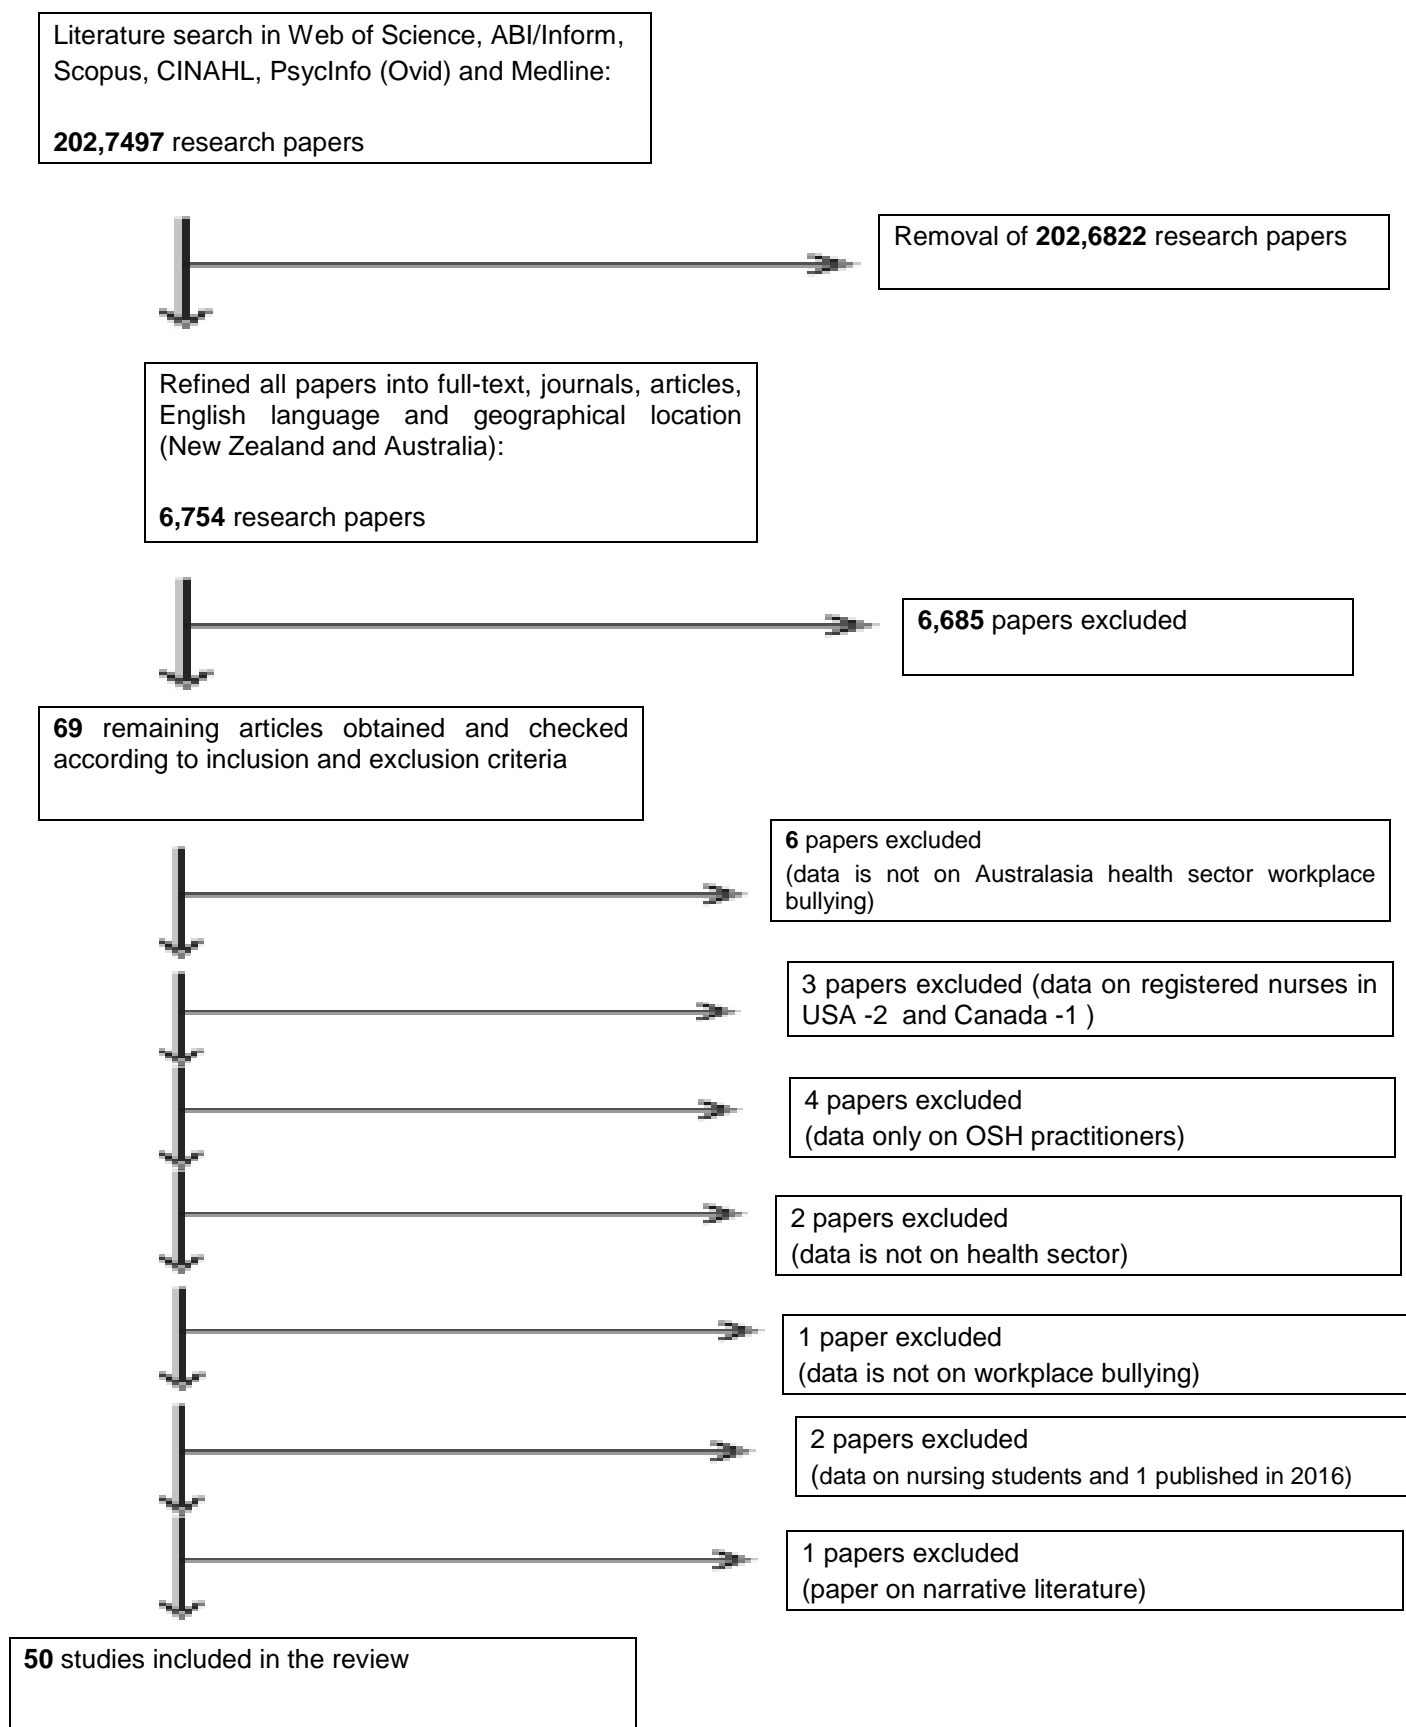 Literature search in Web of Science, ABI/Inform,
Scopus, CINAHL, PsycInfo (Ovid) and Medline:
202,7497 research papers
Removal of 202,6822 research papers
Refined all papers into full-text, journals, articles,
English language and geographical location
(New Zealand and Australia):
6,754 research papers
6,685 papers excluded
69 remaining articles obtained and checked
according to inclusion and exclusion criteria
6 papers excluded
(data is not on Australasia health sector workplace
bullying)
3 papers excluded (data on registered nurses in
USA -2 and Canada -1 )
4 papers excluded
(data only on OSH practitioners)
2 papers excluded
(data is not on health sector)
1 paper excluded
(data is not on workplace bullying)
2 papers excluded
(data on nursing students and 1 published in 2016)
1 papers excluded
(paper on narrative literature)
50 studies included in the review